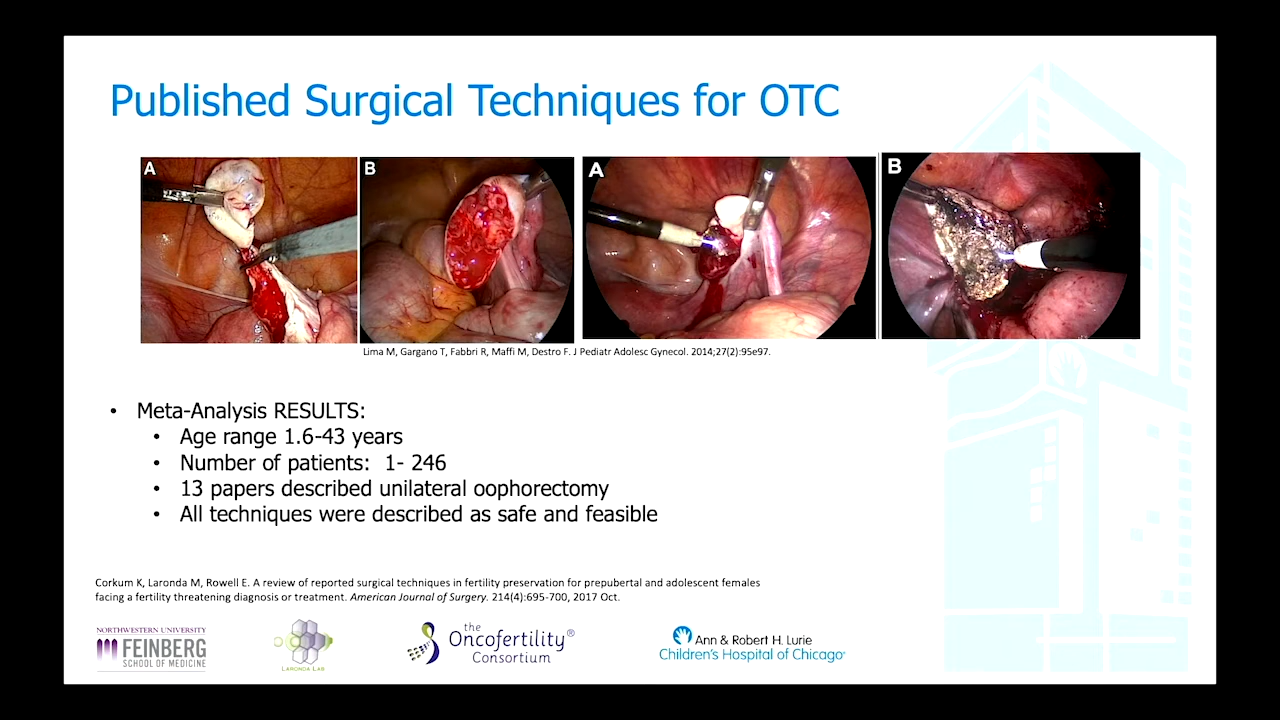 Published Surgical Techniques for OTC
A
B
A
B
Lima M, Gargano T, Fabbri R, Maffi M, Destro F. J Pediatr Adolesc Gynecol. 2014;27(2):95e97.
• Meta-Analysis RESULTS:
• Age range 1.6-43 years
• Number of patients: 1- 246
• 13 papers described unilateral oophorectomy
• All techniques were described as safe and feasible
Corkum K, Laronda M, Rowell E. A review of reported surgical techniques in fertility preservation for prepubertal and adolescent females
facing a fertility threatening diagnosis or treatment. American Journal of Surgery. 214(4):695-700, 2017 Oct.
NORTHWESTERN UNIVERSITY
FEINBERG
SCHOOL OF MEDICINE
LARONDA LAB
the
Oncofertility®
Consortium
Ann & Robert H. Lurie
Children's Hospital of Chicago